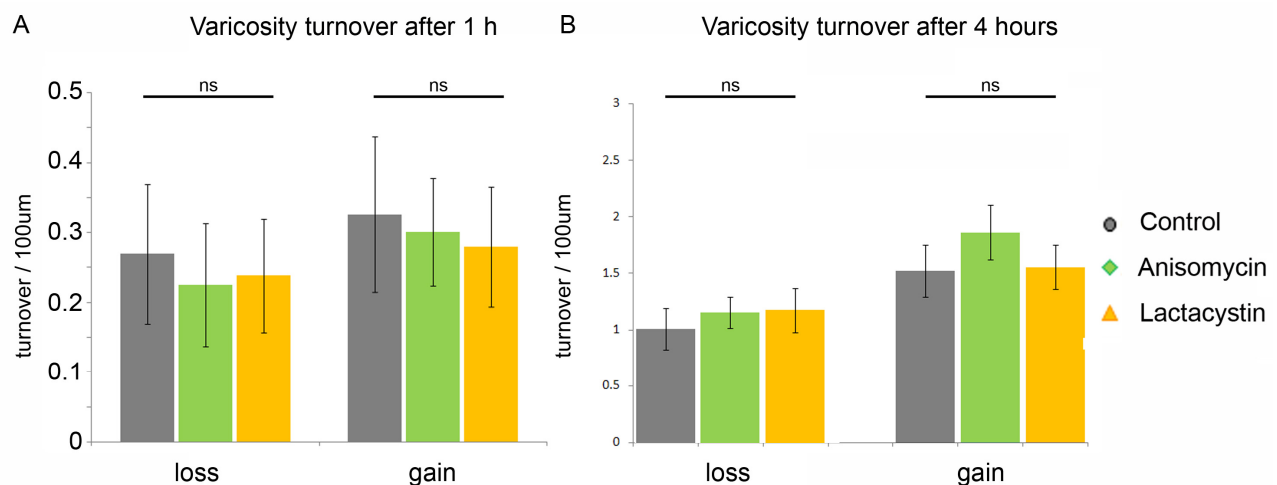 A
Varicosity turnover after 1 h
ns
ns
0.5
0.4
0.3
0.2
0.1
0
turnover / 100um
loss
gain
B
Varicosity turnover after 4 hours
ns
ns
3
2.5
2
1.5
1
0.5
0
turnover / 100um
loss
gain
Control
Anisomycin
Lactacystin